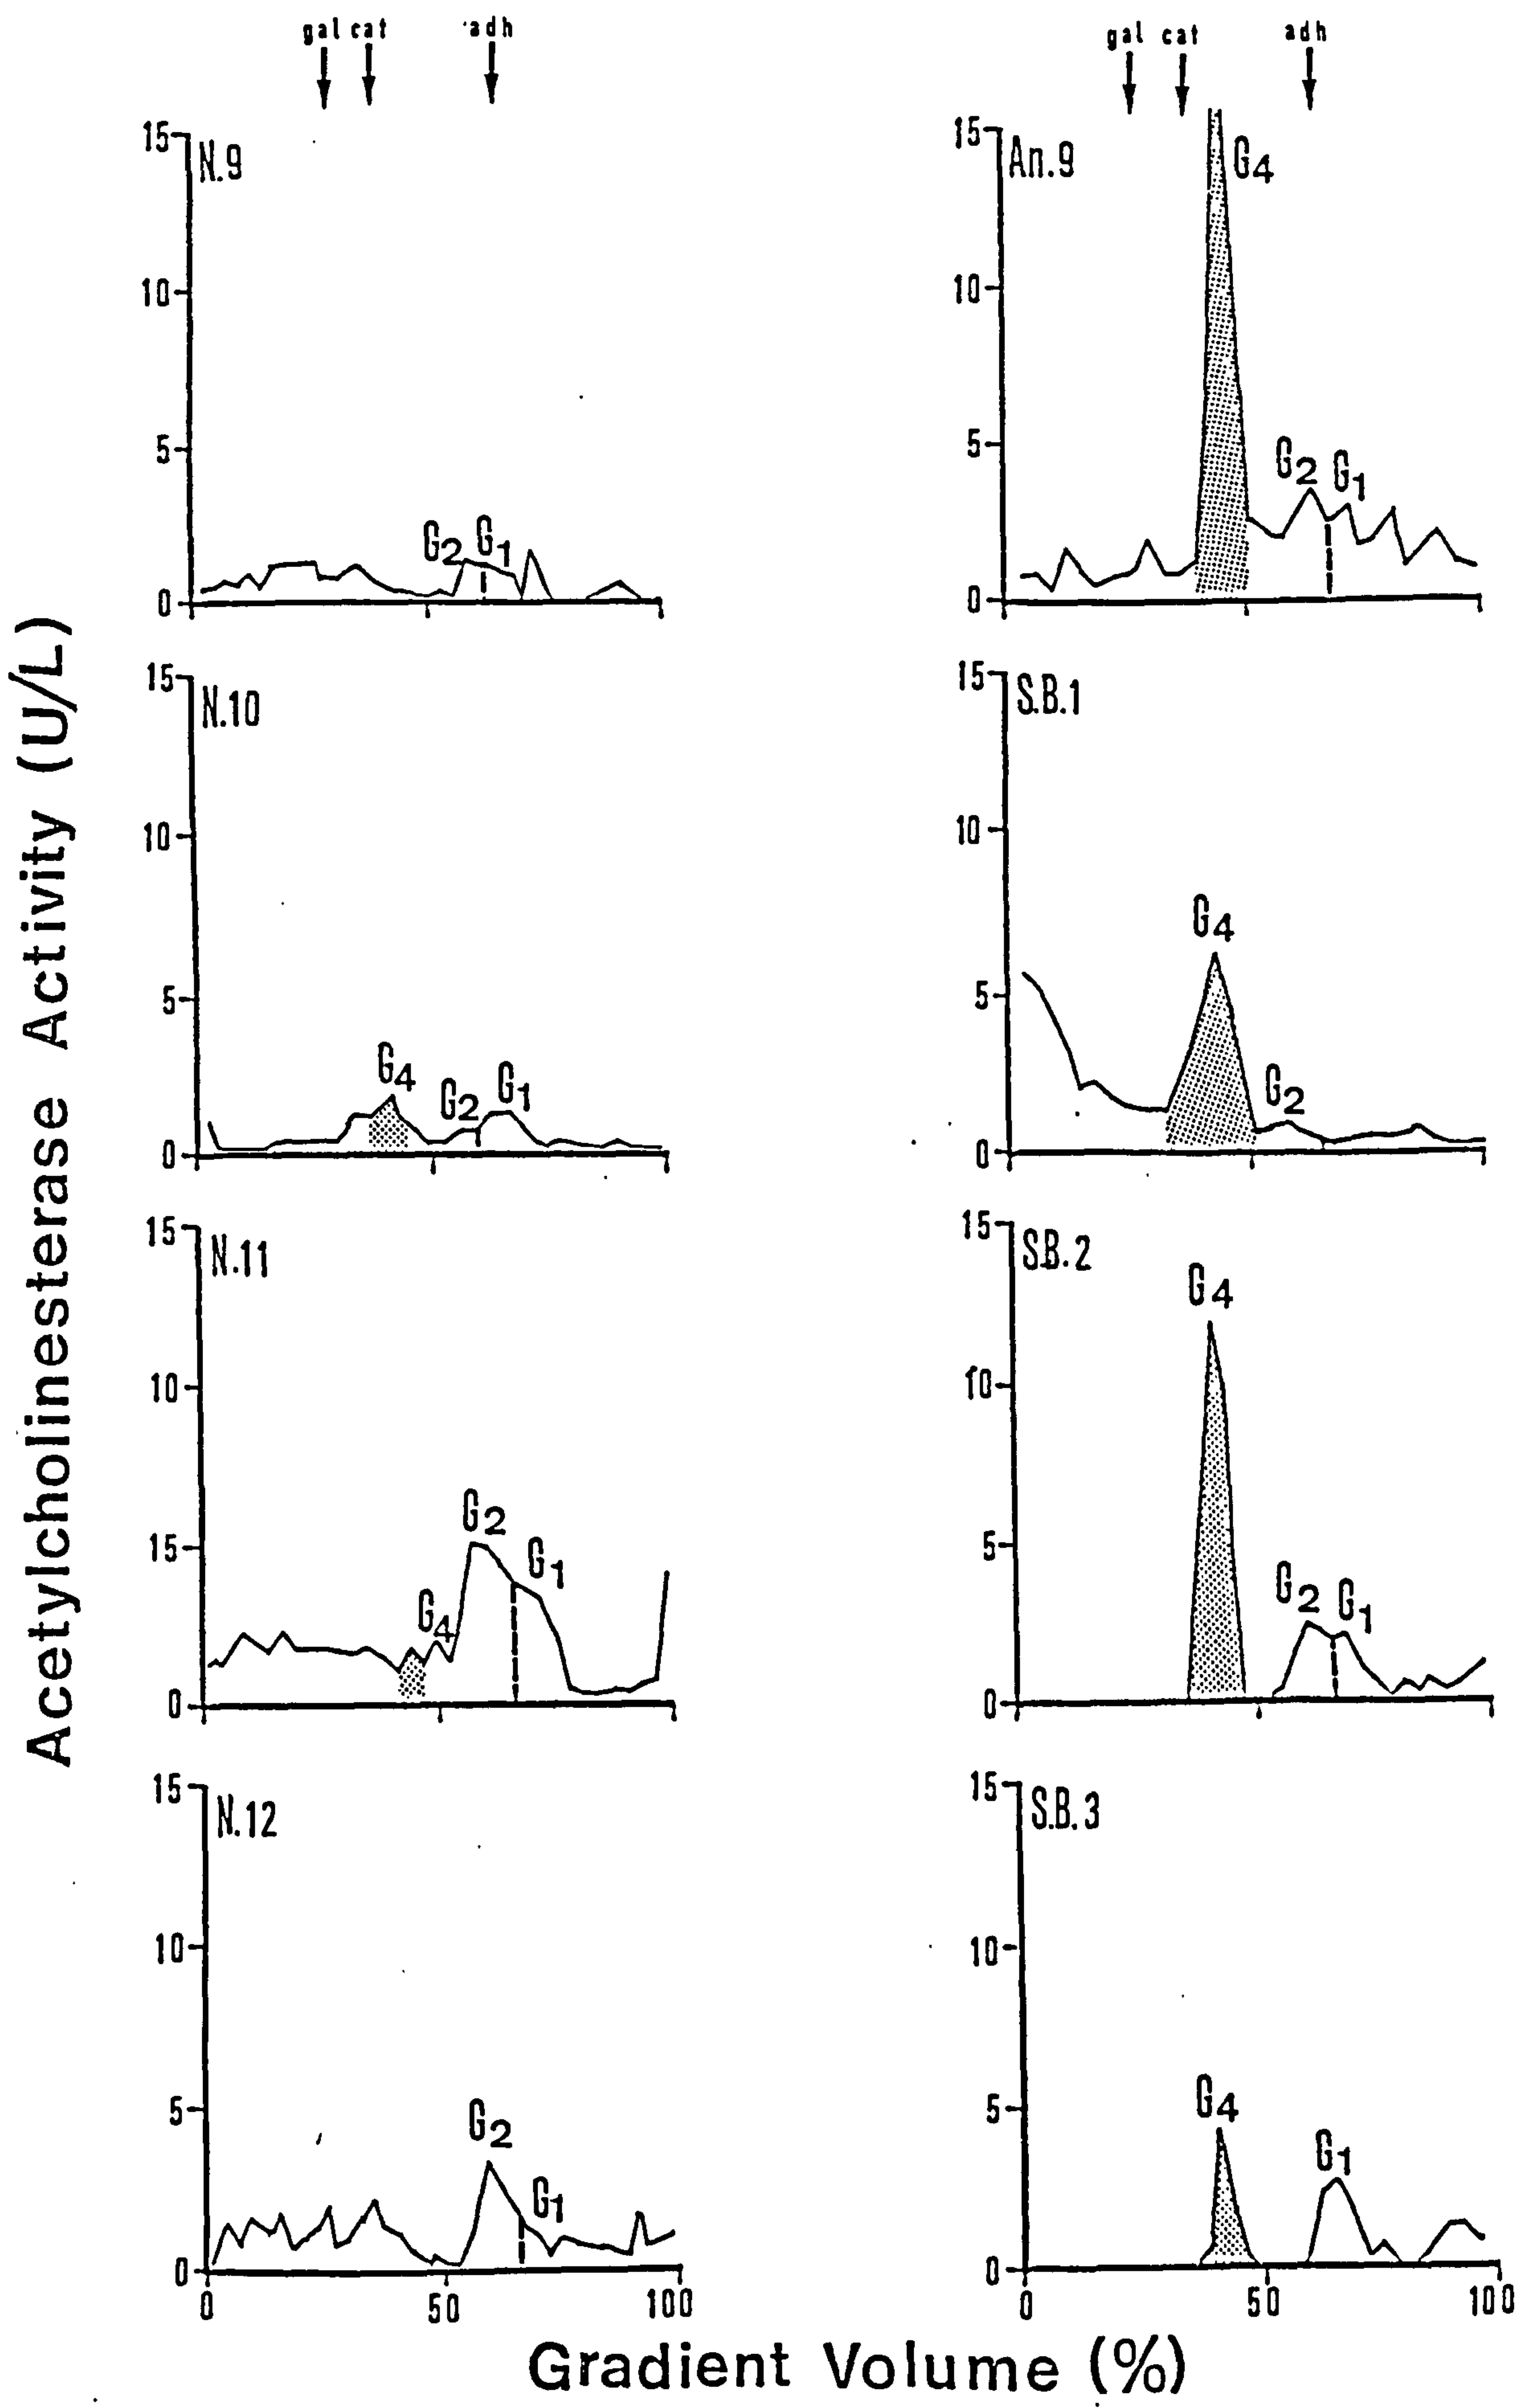 gal cat adh
gal cat adh
Acetylcholinesterase Activity (U/L)
15
N.9
10
5
G2 G1
0
15
An.9
G4
10
5
G2 G1
0
15
N.10
10
5
G4
G2 G1
0
15
S.B.1
10
G4
5
G2
0
15
N.11
10
15
G2
G1
G4
0
15
S.B.2
G4
10
5
G2 G1
0
15
N.12
10
5
G2
G1
0
0 50 100
15
S.B.3
10
5
G4
G1
0
0 50 100
Gradient Volume (%)